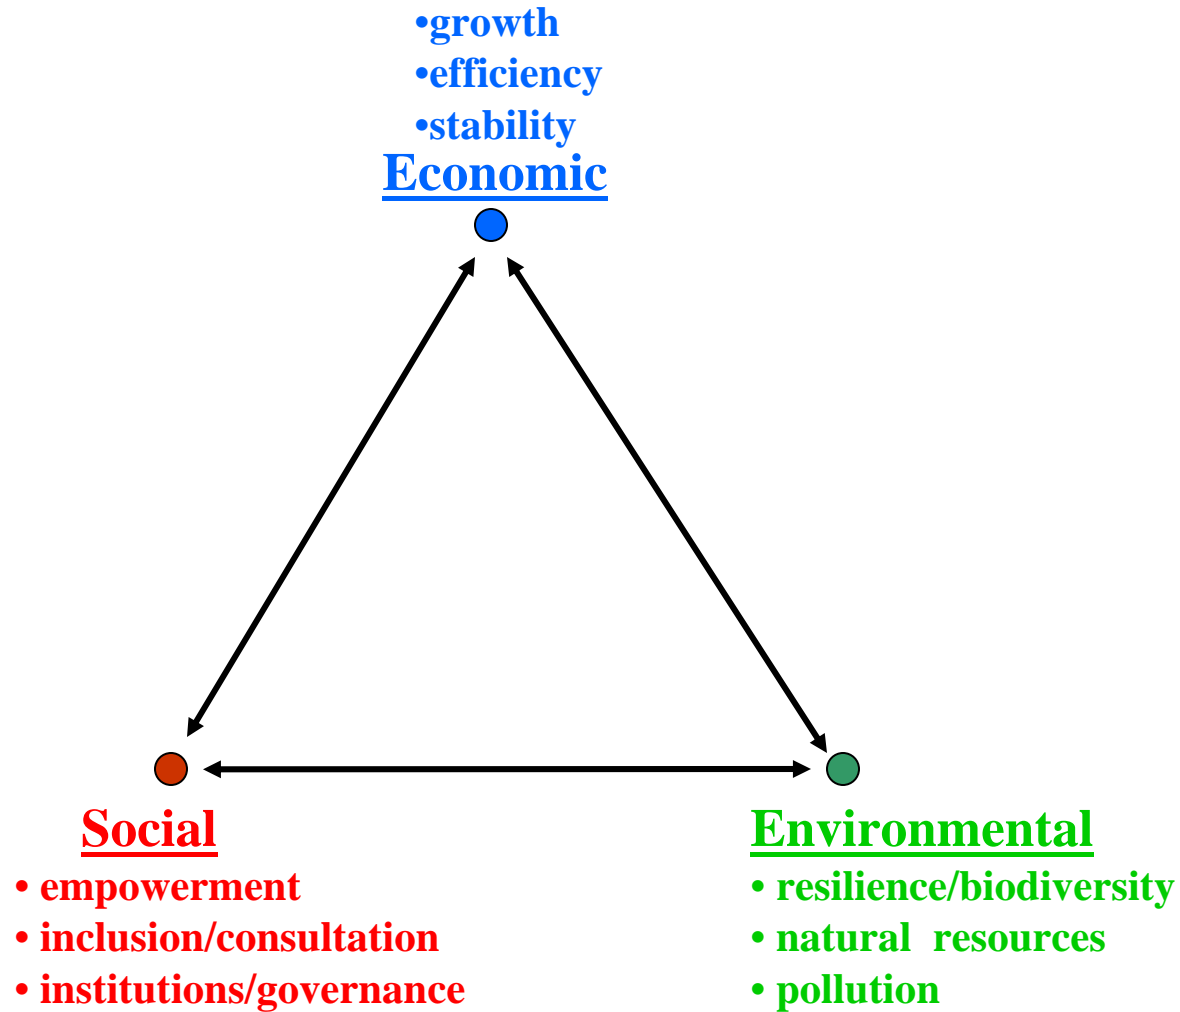 •growth
•efficiency
•stability
Economic
Social
• empowerment
• inclusion/consultation
• institutions/governance
Environmental
• resilience/biodiversity
• natural  resources
• pollution